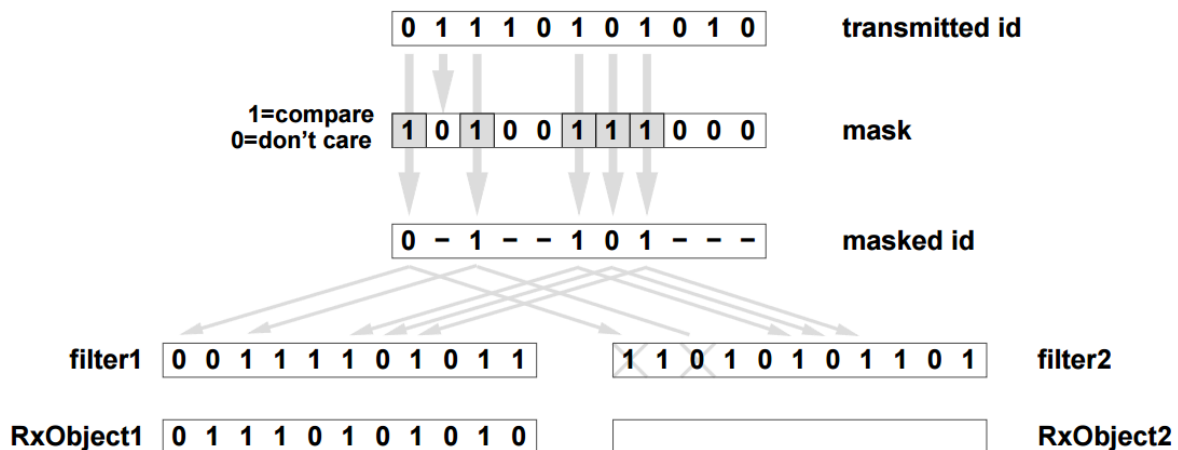 0 1 1 1 0 1 0 1 0 1 0 transmitted id
1=compare
0=don't care
1 0 1 0 0 1 1 1 0 0 0 mask
0 – 1 – – 1 0 1 – – – masked id
filter1 0 0 1 1 1 1 0 1 0 1 1 1 1 0 1 0 1 0 1 1 0 1 filter2
RxObject1 0 1 1 1 0 1 0 1 0 1 0 RxObject2